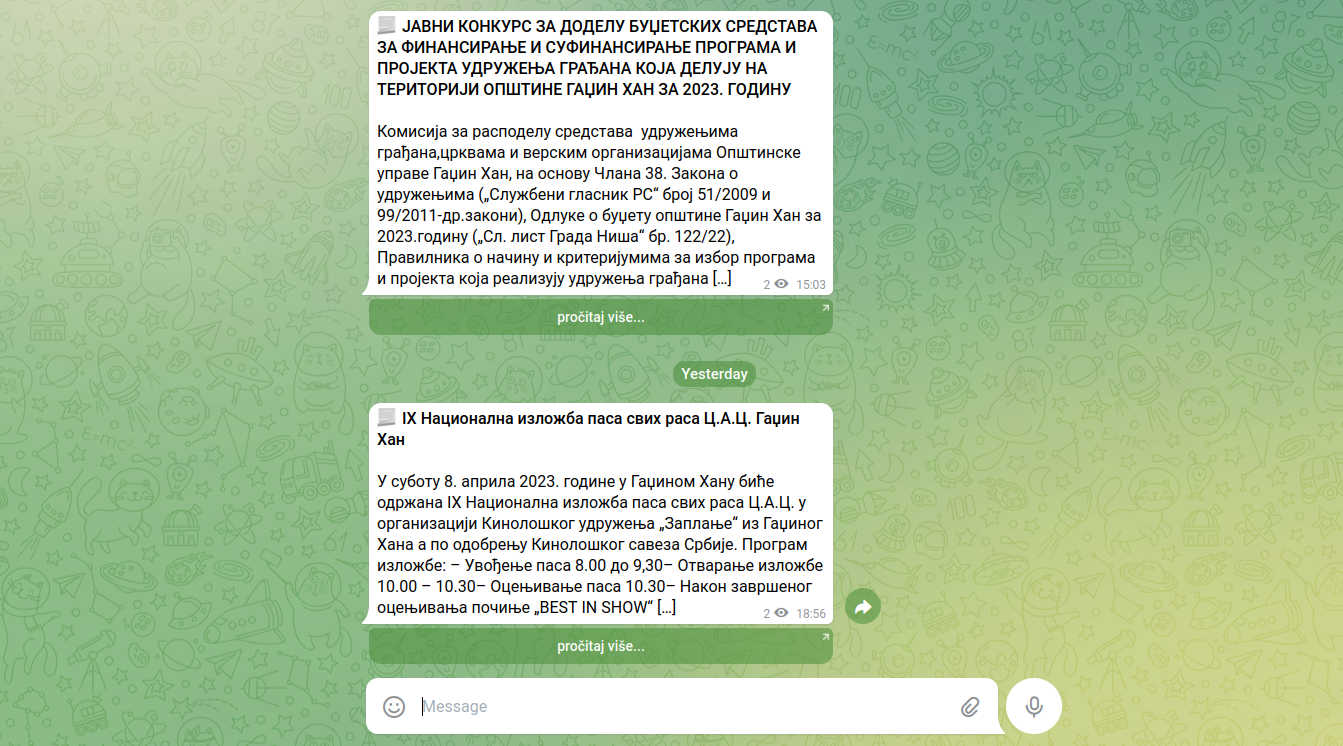 ЈАВНИ КОНКУРС ЗА ДОДЕЛУ БУЏЕТСКИХ СРЕДСТАВА
ЗА ФИНАНСИРАЊЕ И СУФИНАНСИРАЊЕ ПРОГРАМА И
ПРОЈЕКТА УДРУЖЕЊА ГРАЂАНА КОЈА ДЕЛУЈУ НА
ТЕРИТОРИЈИ ОПШТИНЕ ГАЏИН ХАН ЗА 2023. ГОДИНУ
Комисија за расподелу средстава  удружењима
грађана,црквама и верским организацијама Општинске
управе Гаџин Хан, на основу Члана 38. Закона о
удружењима („Службени гласник РС“ број 51/2009 и
99/2011-др.закони), Одлуке о буџету општине Гаџин Хан за
2023.годину („Сл. лист Града Ниша“ бр. 122/22),
Правилника о начину и критеријумима за избор програма
и пројекта која реализују удружења грађана [...]
2 15:03
pročitaj više...
Yesterday
IX Национална изложба паса свих раса Ц.А.Ц. Гаџин
Хан
У суботу 8. априла 2023. године у Гаџином Хану биће
одржана IX Национална изложба паса свих раса Ц.А.Ц. у
организацији Кинолошког удружења „Заплање“ из Гаџиног
Хана а по одобрењу Кинолошког савеза Србије. Програм
изложбе: – Увођење паса 8.00 до 9,30– Отварање изложбе
10.00 – 10.30– Оцењивање паса 10.30– Након завршеног
оцењивања почиње „BEST IN SHOW“ [...]
2 18:56
pročitaj više...
Message